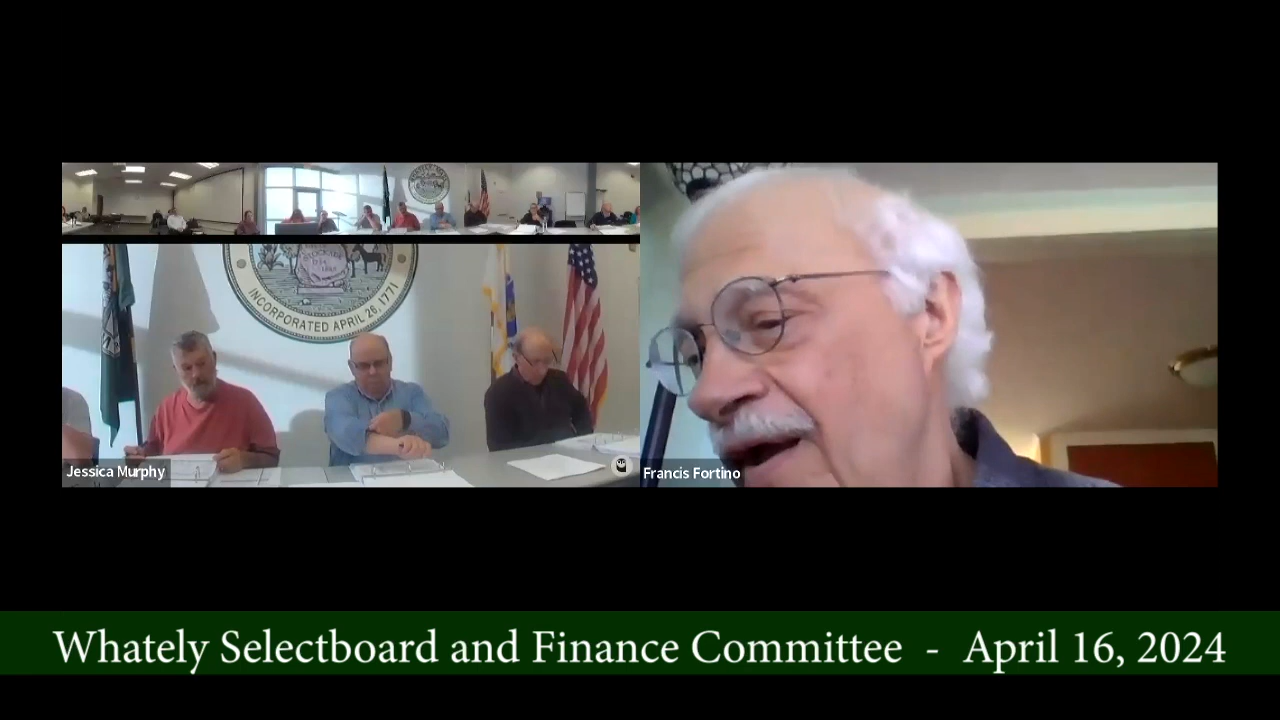 INCORPORATED APRIL 26, 1771
Jessica Murphy
Francis Fortino
Whately Selectboard and Finance Committee - April 16, 2024